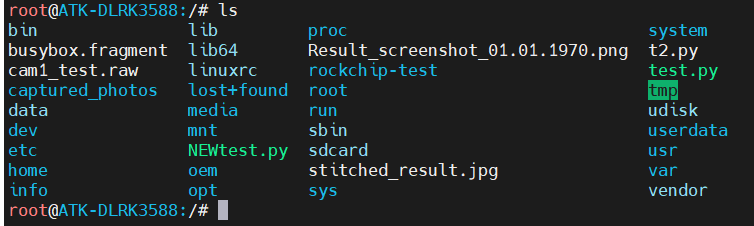 root@ATK-DLRK3588:/# ls
bin lib proc system
busybox.fragment lib64 Result_screenshot_01.01.1970.png t2.py
cam1_test.raw linuxrc rockchip-test test.py
captured_photos lost+found root tmp
data media run udisk
dev mnt sbin userdata
etc NEWtest.py sdcard usr
home oem stitched_result.jpg var
info opt sys vendor
root@ATK-DLRK3588:/#